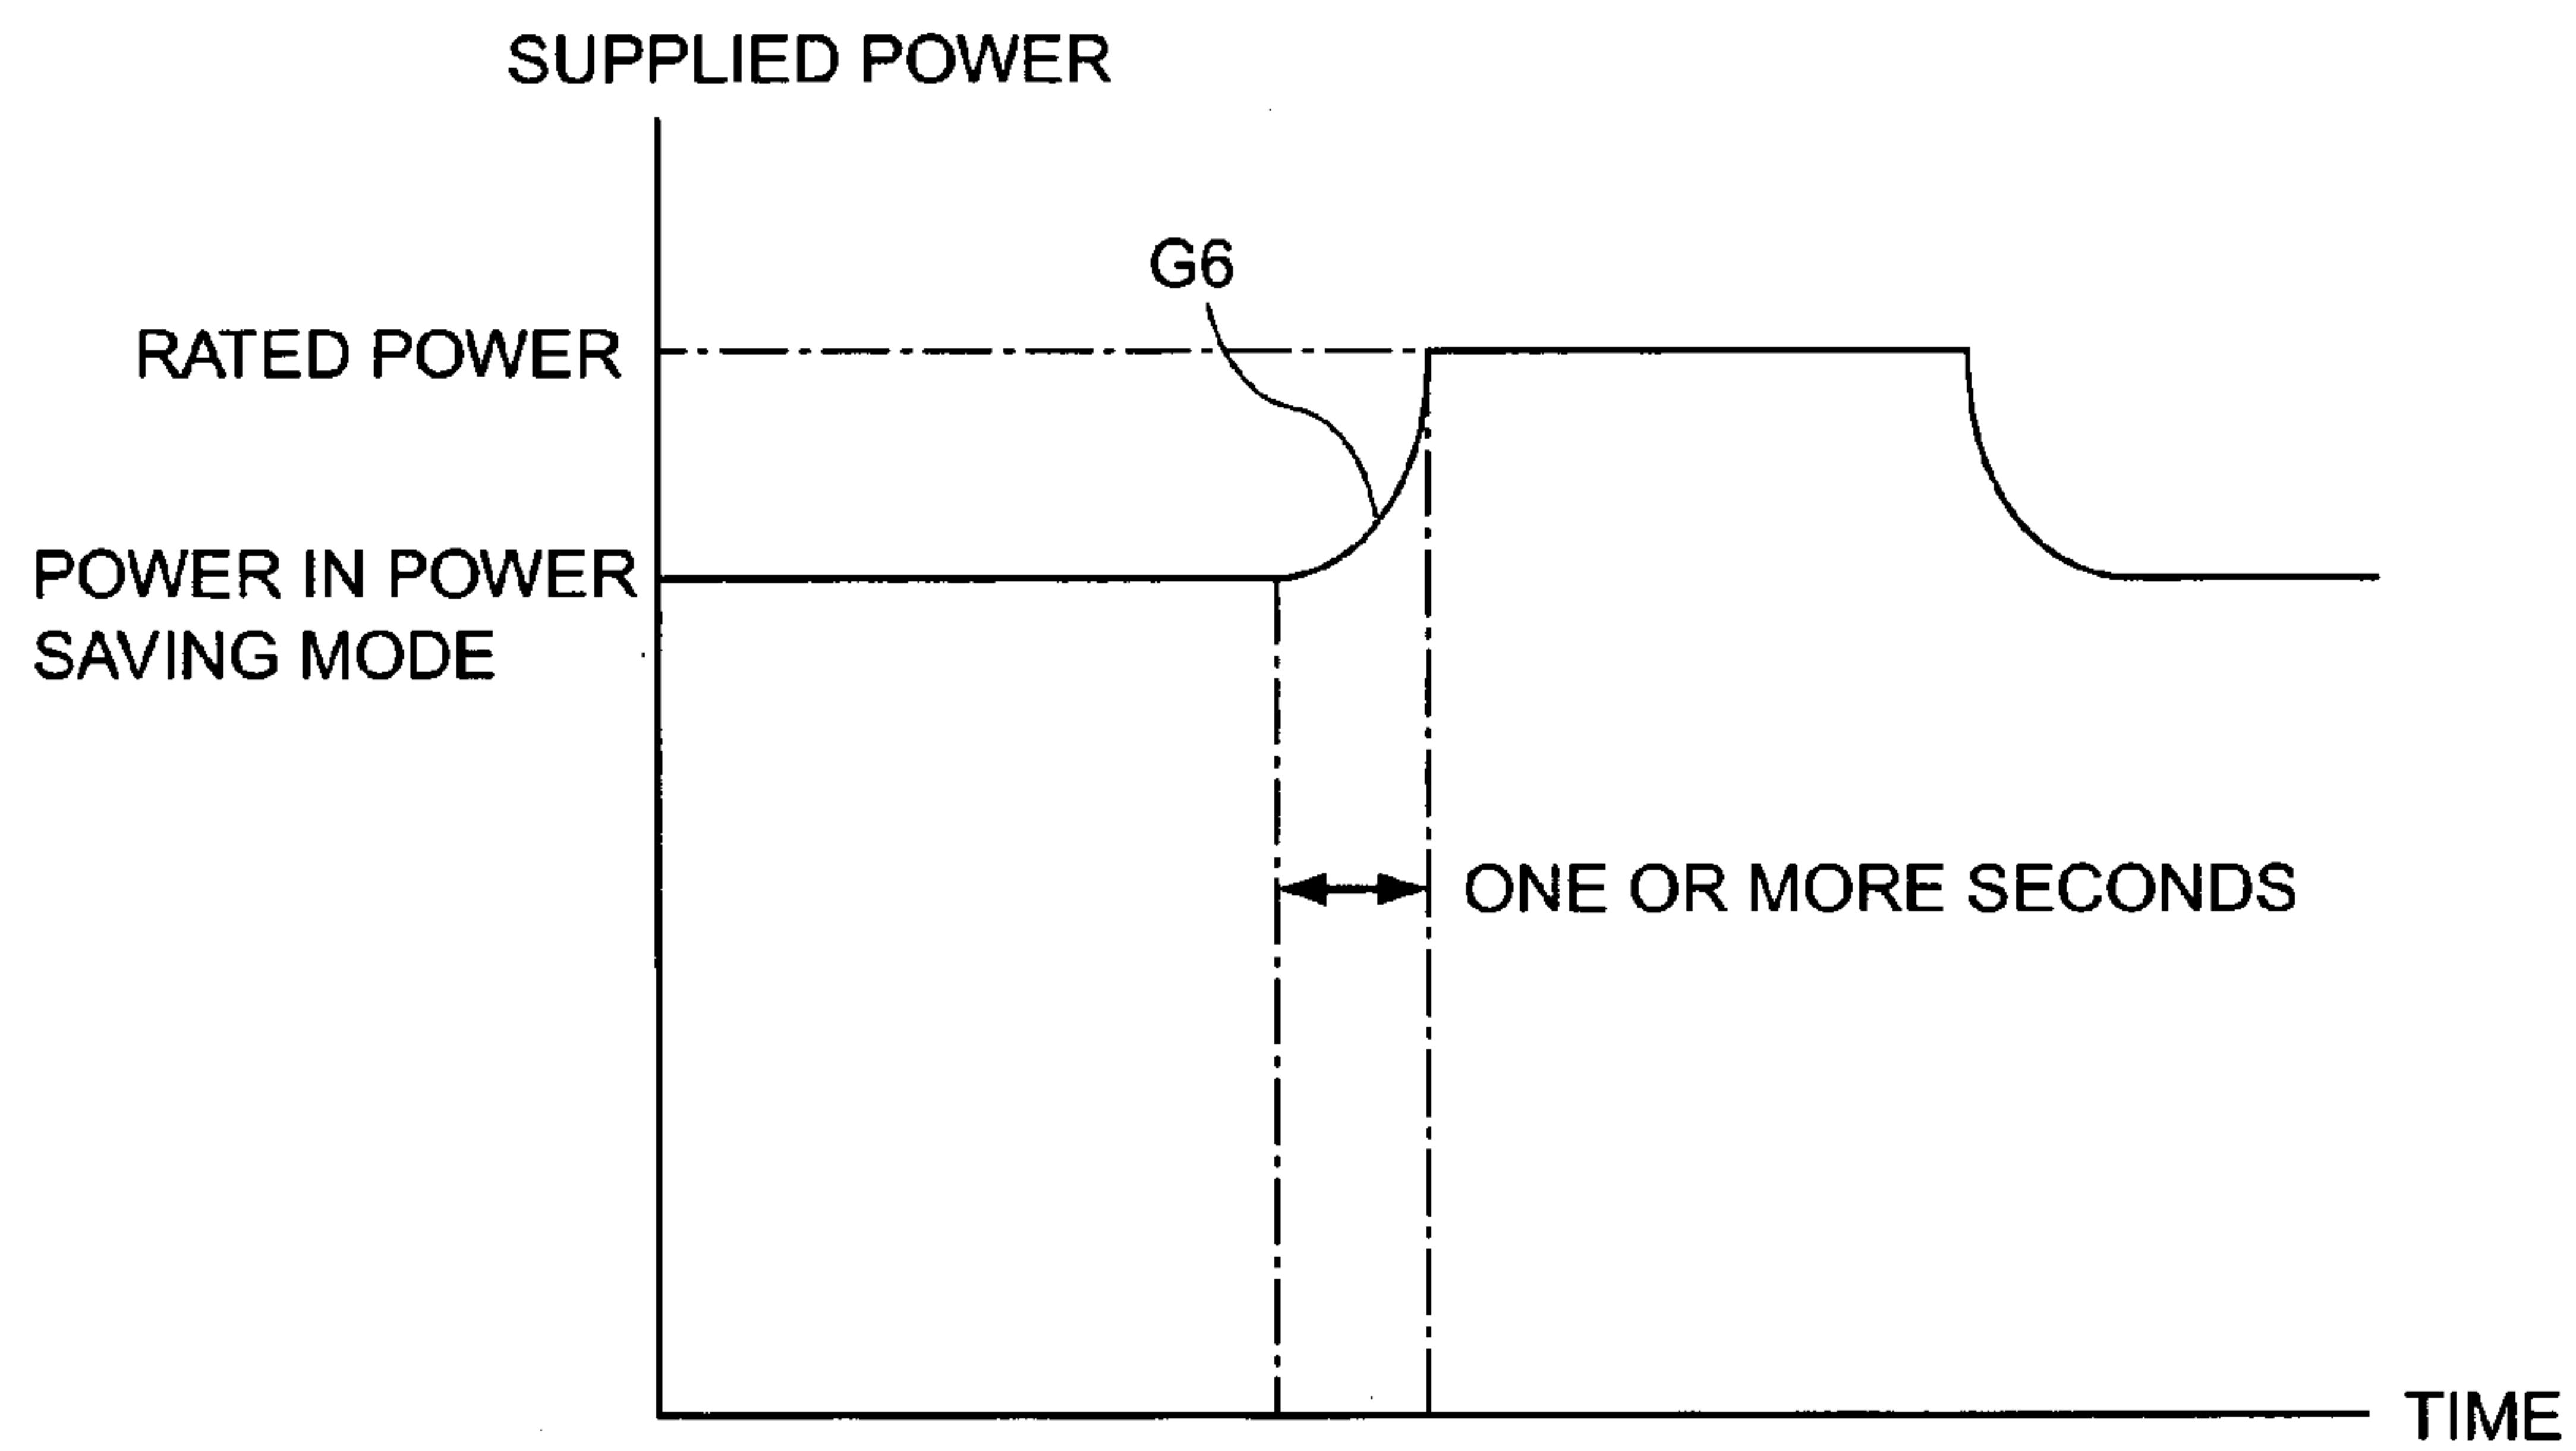 SUPPLIED POWER
G6
RATED POWER
POWER IN POWER
SAVING MODE
ONE OR MORE SECONDS
TIME